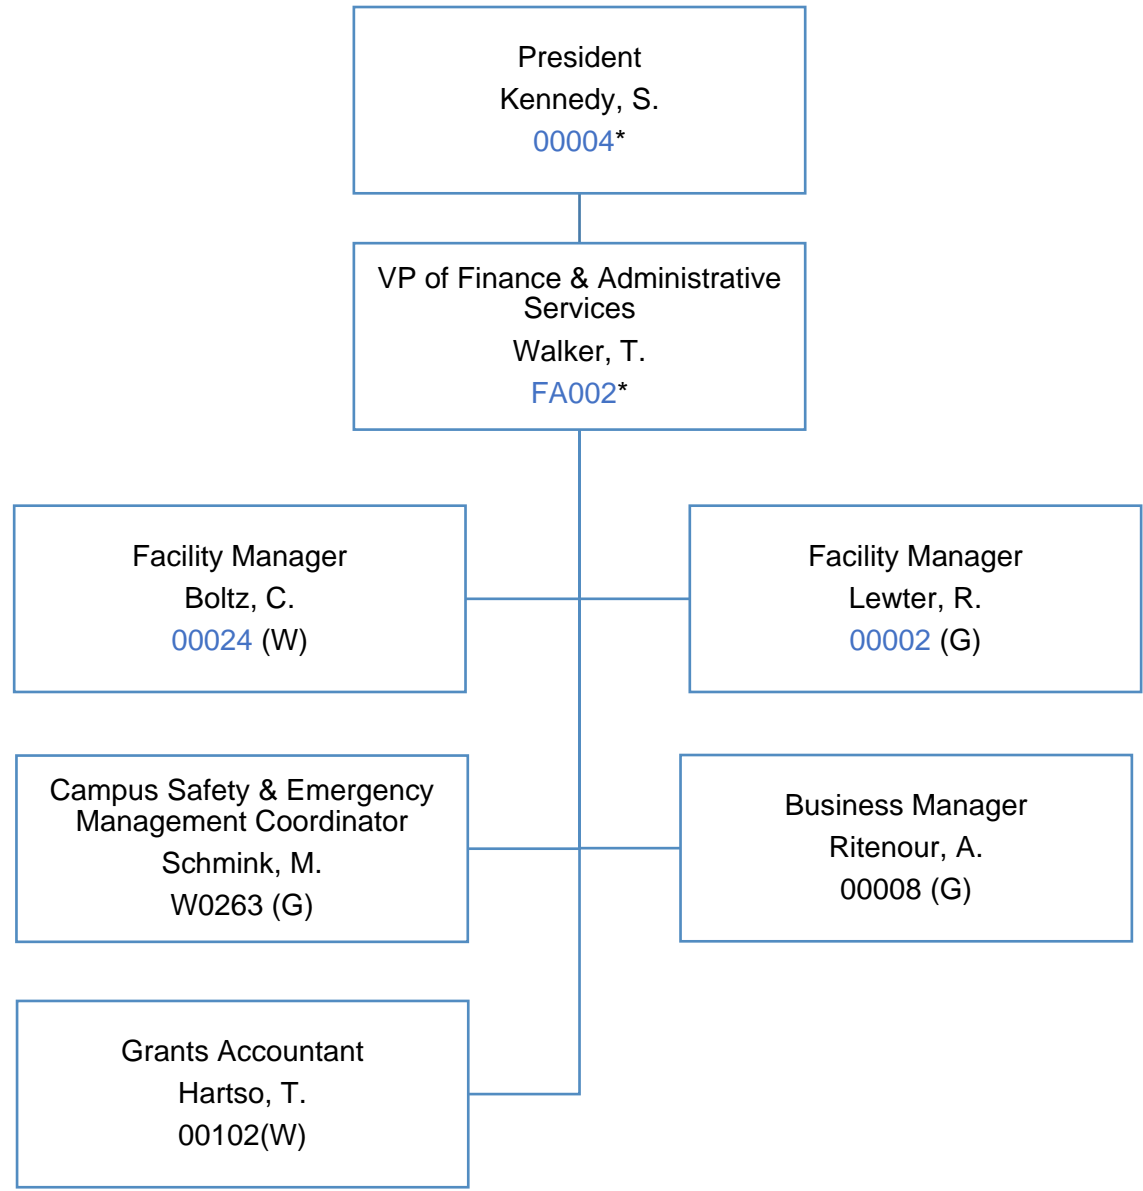 President
Kennedy, S.
00004*
VP of Finance & Administrative
Services
Walker, T.
FA002*
Facility Manager
Boltz, C.
00024 (W)
Facility Manager
Lewter, R.
00002 (G)
Campus Safety & Emergency
Management Coordinator
Schmink, M.
W0263 (G)
Business Manager
Ritenour, A.
00008 (G)
Grants Accountant
Hartso, T.
00102(W)